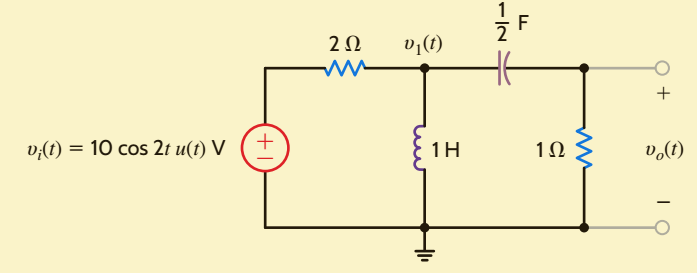 1/2 F
2 Ω
v₁(t)
+
vᵢ(t) = 10 cos 2t u(t) V
+
−
1 H
1 Ω
vₒ(t)
−